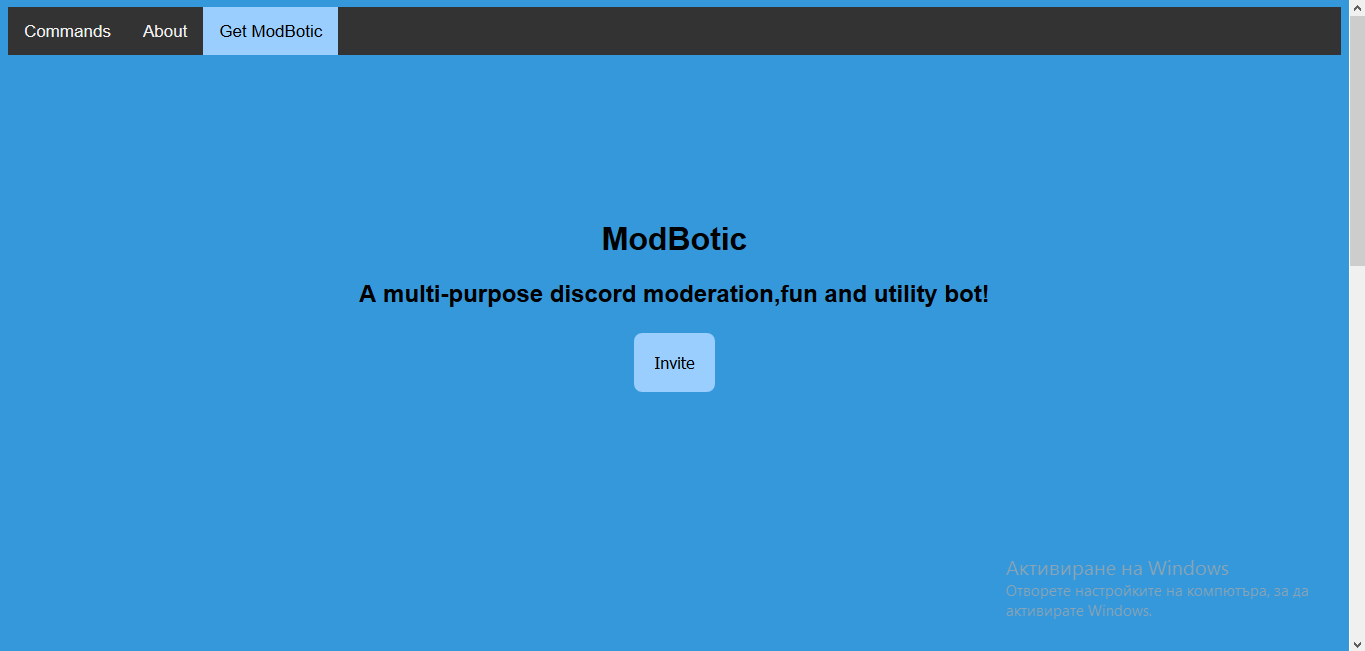 Commands About Get ModBotic
ModBotic
A multi-purpose discord moderation,fun and utility bot!
Invite
Активиране на Windows
Отворете настройките на компютъра, за да
активирате Windows.